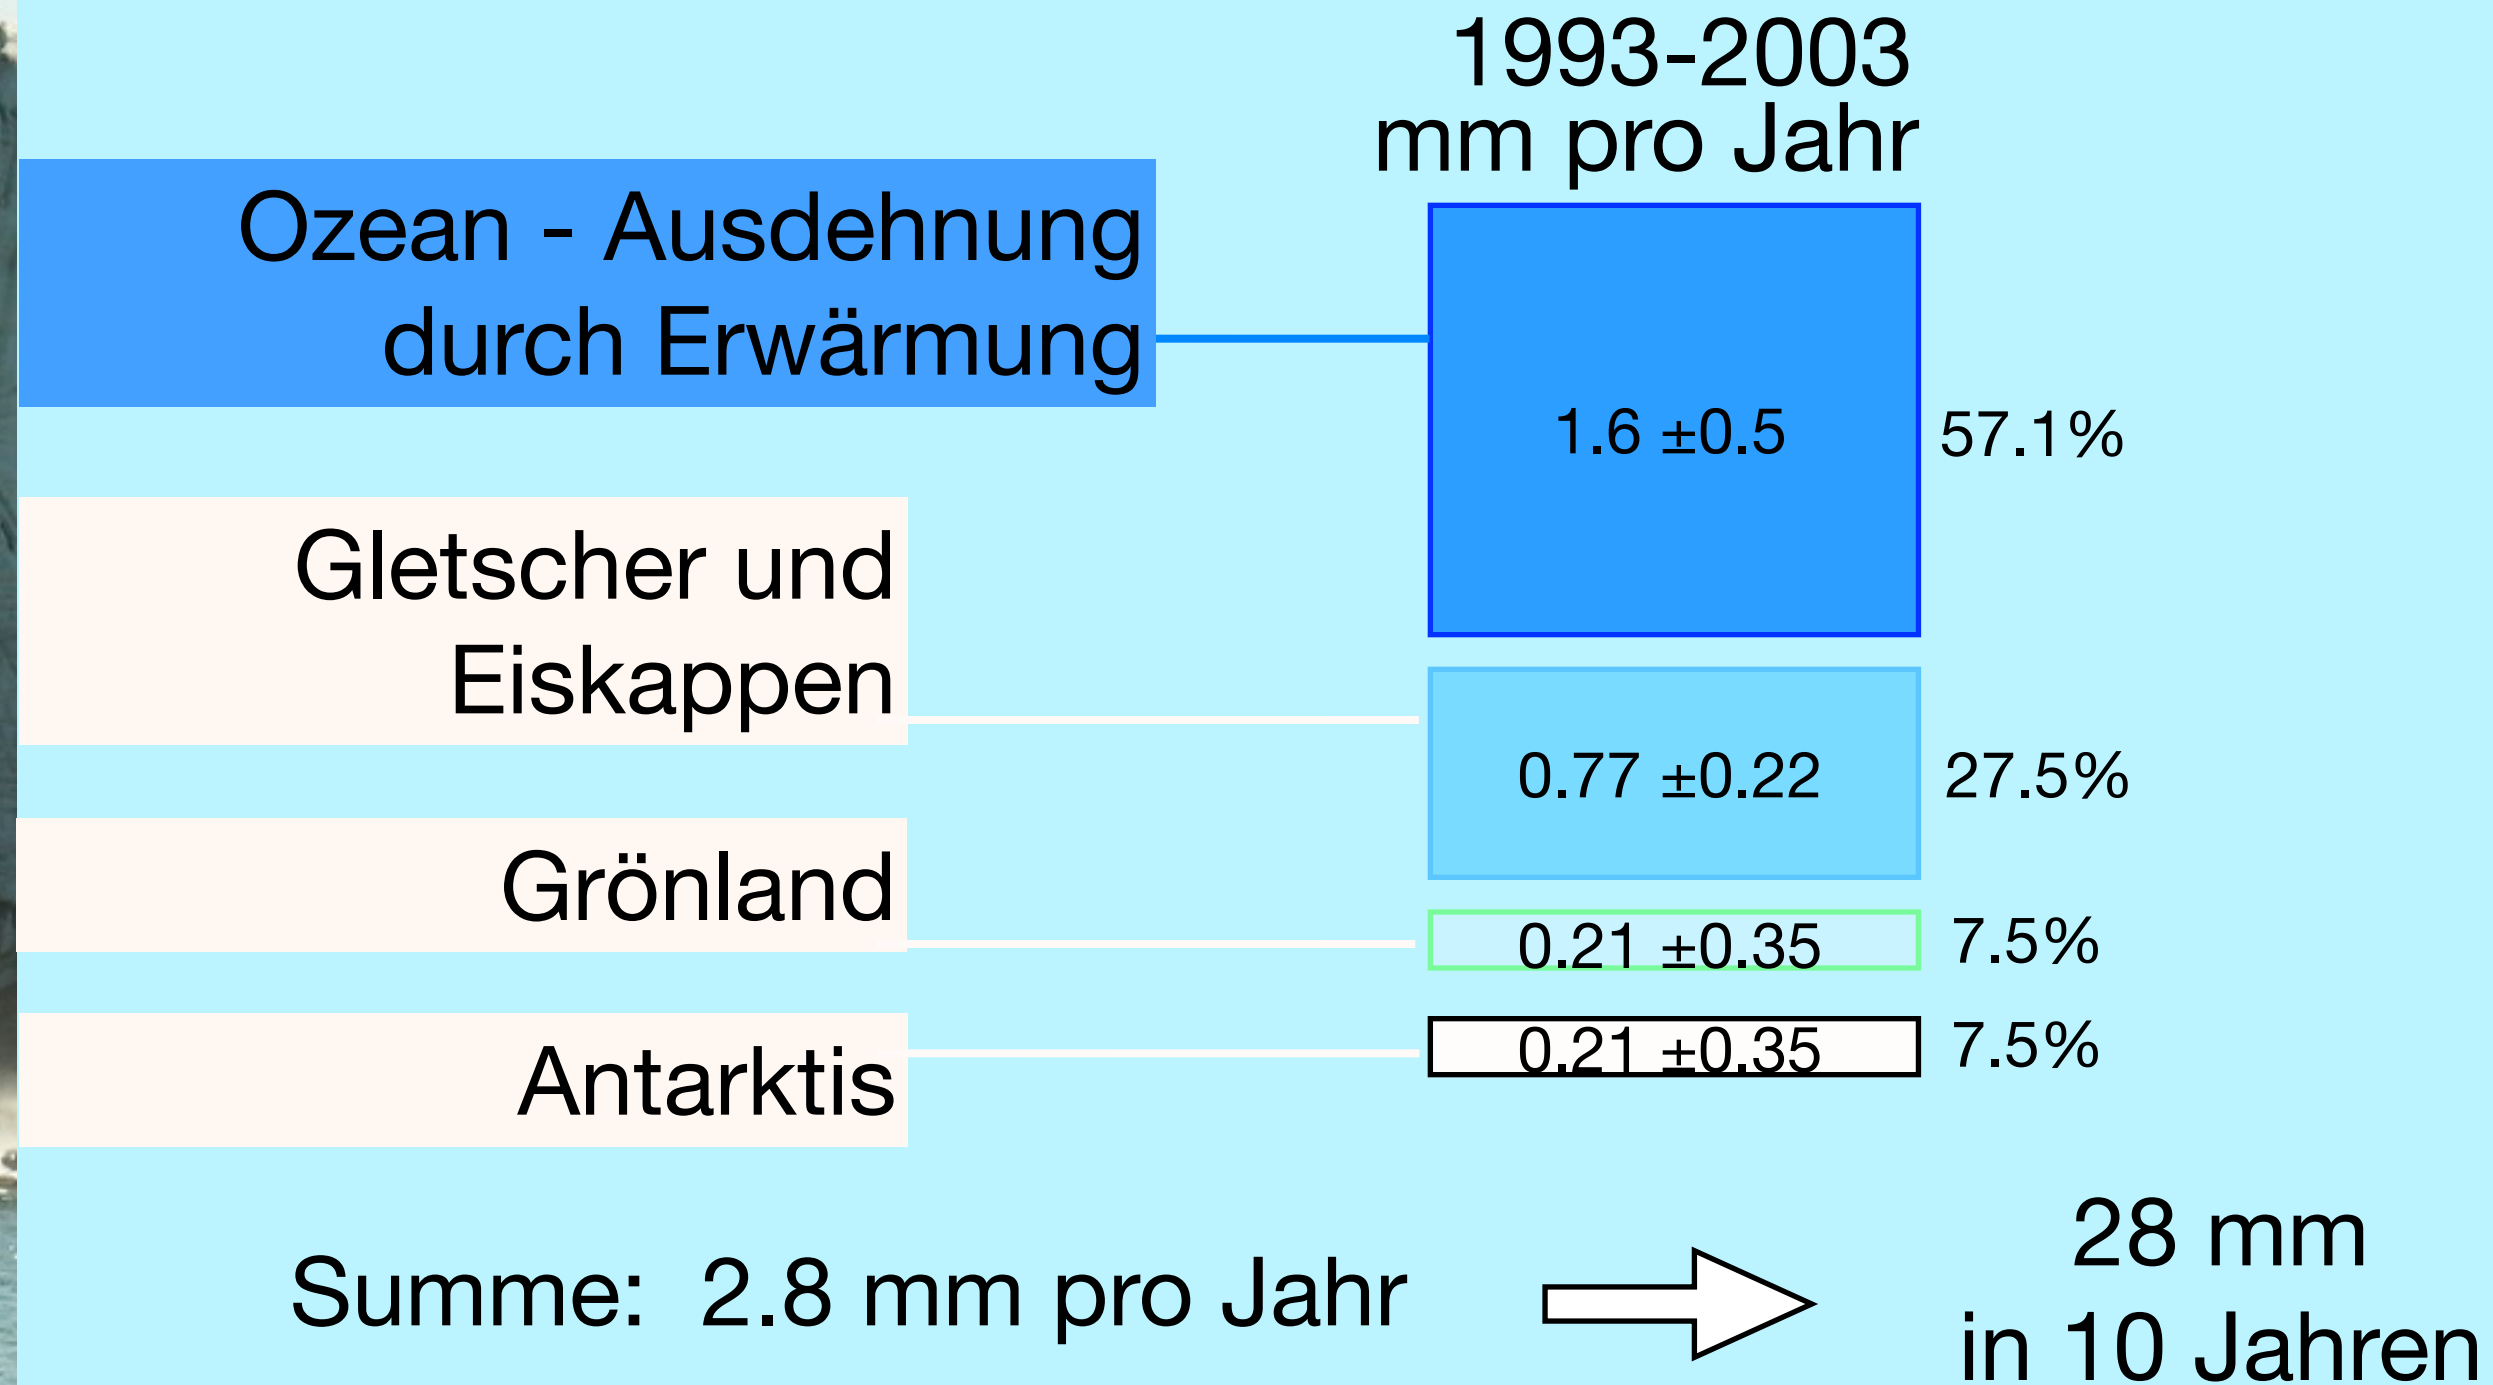 1993-2003
mm pro Jahr
Ozean - Ausdehnung
durch Erwärmung
1.6 ±0.5
57.1%
Gletscher und
Eiskappen
0.77 ±0.22
27.5%
Grönland
0.21 ±0.35
7.5%
Antarktis
0.21 ±0.35
7.5%
Summe: 2.8 mm pro Jahr
28 mm
in 10 Jahren